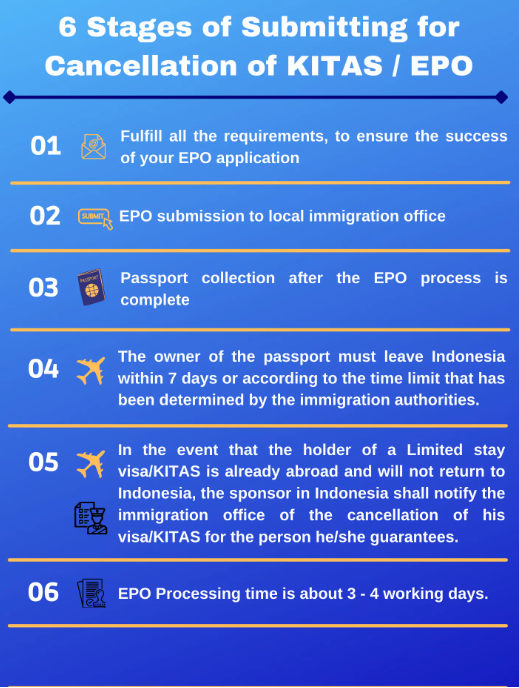 6 Stages of Submitting for
Cancellation of KITAS / EPO
01
Fulfill all the requirements, to ensure the success
of your EPO application
02
SUBMIT
EPO submission to local immigration office
03
PASSPORT
Passport collection after the EPO process is
complete
04
The owner of the passport must leave Indonesia
within 7 days or according to the time limit that has
been determined by the immigration authorities.
05
In the event that the holder of a Limited stay
visa/KITAS is already abroad and will not return to
Indonesia, the sponsor in Indonesia shall notify the
immigration office of the cancellation of his
visa/KITAS for the person he/she guarantees.
06
EPO Processing time is about 3 - 4 working days.